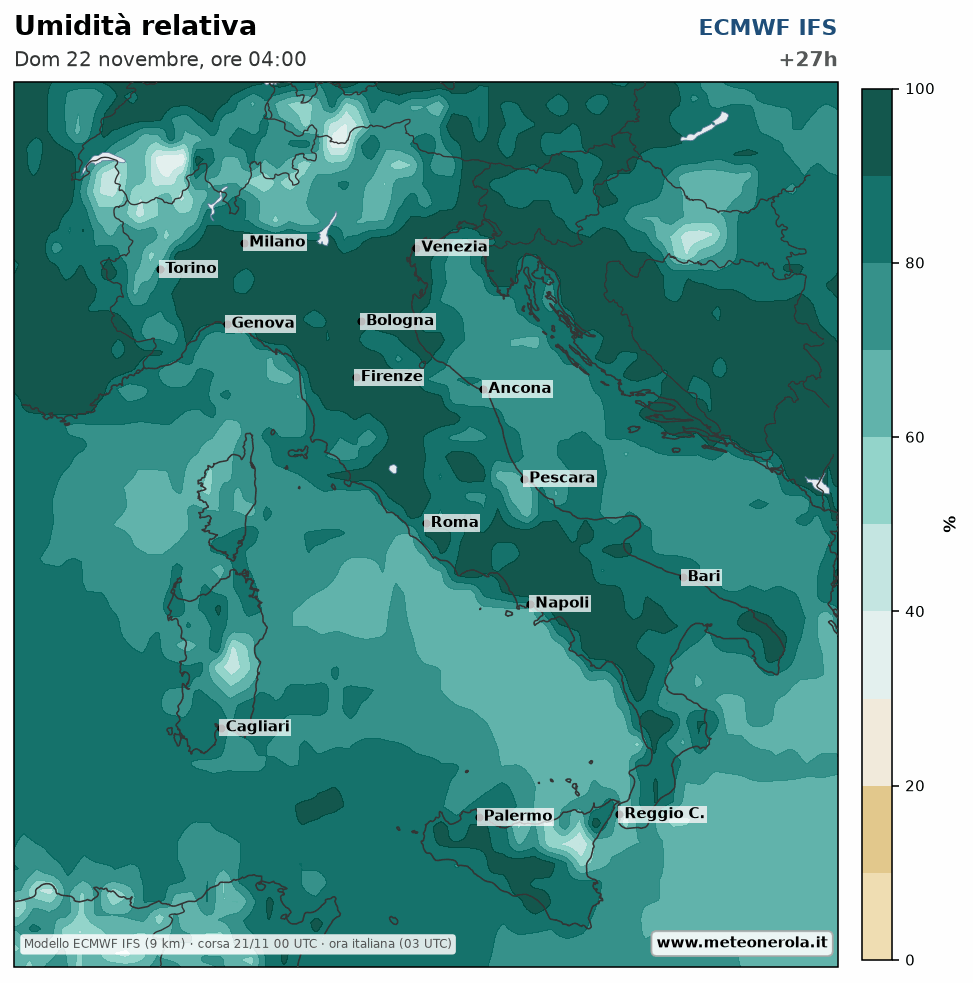 Umidità relativa
ECMWF IFS
Dom 22 novembre, ore 04:00
+27h
100
80
60
40
20
0
%
Milano
Venezia
Torino
Genova
Bologna
Firenze
Ancona
Pescara
Roma
Bari
Napoli
Cagliari
Palermo
Reggio C.
Modello ECMWF IFS (9 km) · corsa 21/11 00 UTC · ora italiana (03 UTC)
www.meteonerola.it